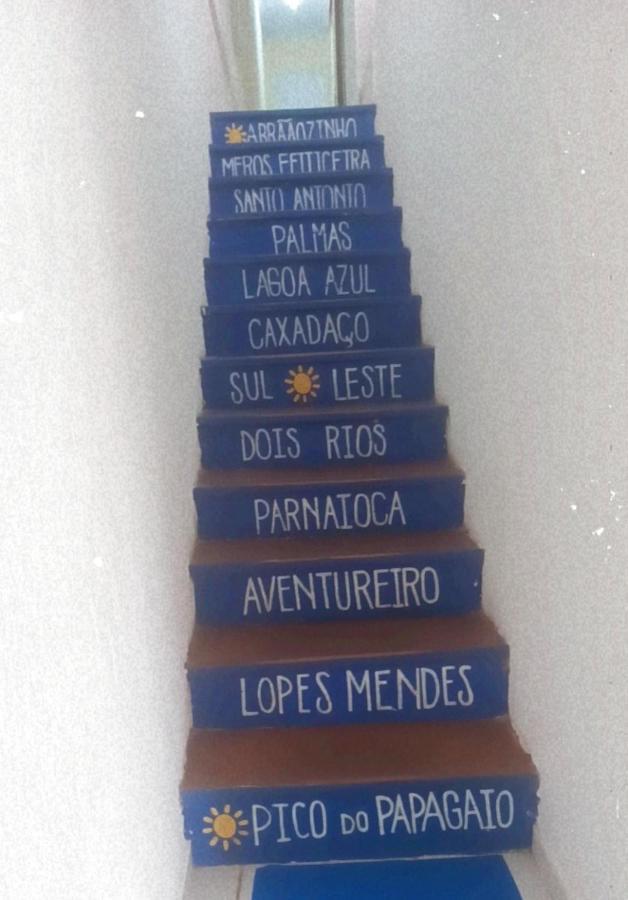 ABRÃAOZINHO
MEROS FEITICEIRA
SANTO ANTONIO
PALMAS
LAGOA AZUL
CAXADAÇO
SUL LESTE
DOIS RIOS
PARNAIOCA
AVENTUREIRO
LOPES MENDES
PICO DO PAPAGAIO